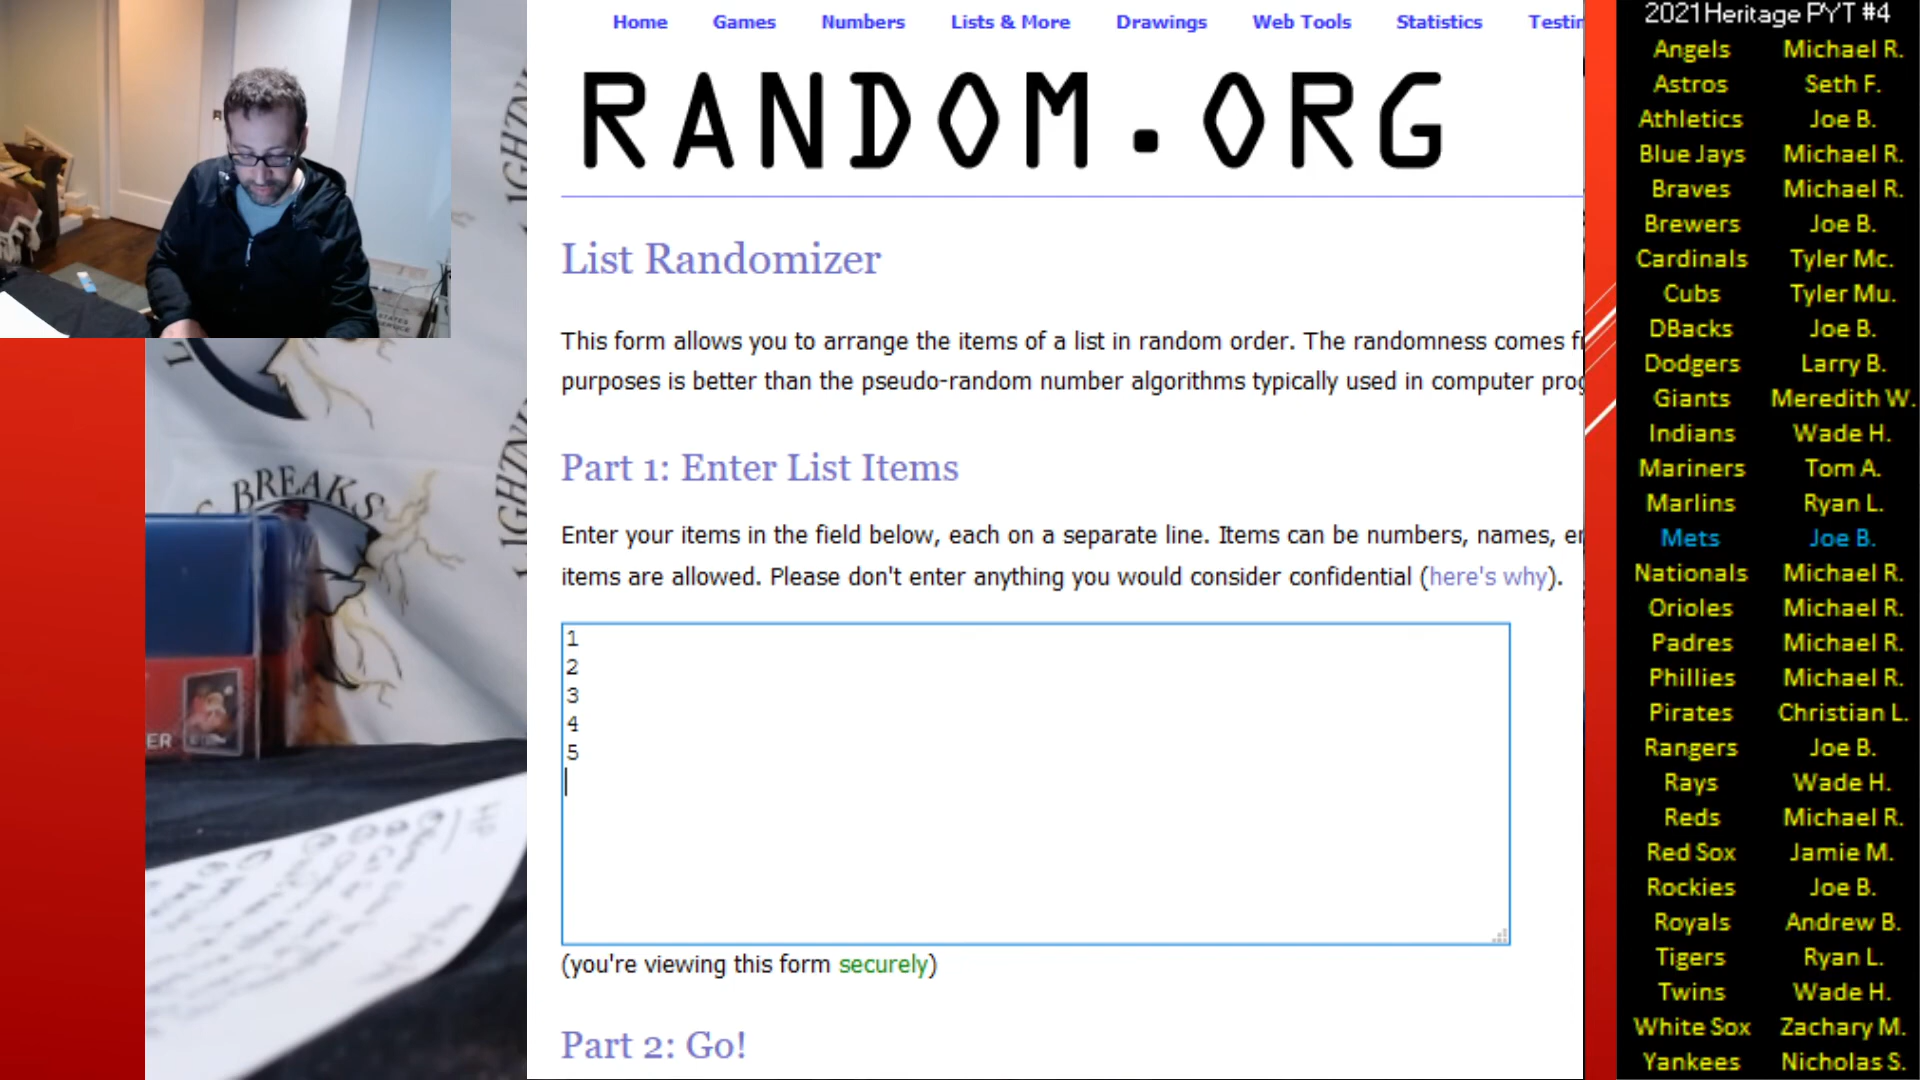 Home Games Numbers Lists & More Drawings Web Tools Statistics Testin
RANDOM.ORG
List Randomizer
This form allows you to arrange the items of a list in random order. The randomness comes f
purposes is better than the pseudo-random number algorithms typically used in computer prog
Part 1: Enter List Items
Enter your items in the field below, each on a separate line. Items can be numbers, names, e
items are allowed. Please don't enter anything you would consider confidential (here's why).
1
2
3
4
5
(you're viewing this form securely)
Part 2: Go!
BREAKS
ER
2021 Heritage PYT #4
Angels Michael R.
Astros Seth F.
Athletics Joe B.
Blue Jays Michael R.
Braves Michael R.
Brewers Joe B.
Cardinals Tyler Mc.
Cubs Tyler Mu.
DBacks Joe B.
Dodgers Larry B.
Giants Meredith W.
Indians Wade H.
Mariners Tom A.
Marlins Ryan L.
Mets Joe B.
Nationals Michael R.
Orioles Michael R.
Padres Michael R.
Phillies Michael R.
Pirates Christian L.
Rangers Joe B.
Rays Wade H.
Reds Michael R.
Red Sox Jamie M.
Rockies Joe B.
Royals Andrew B.
Tigers Ryan L.
Twins Wade H.
White Sox Zachary M.
Yankees Nicholas S.